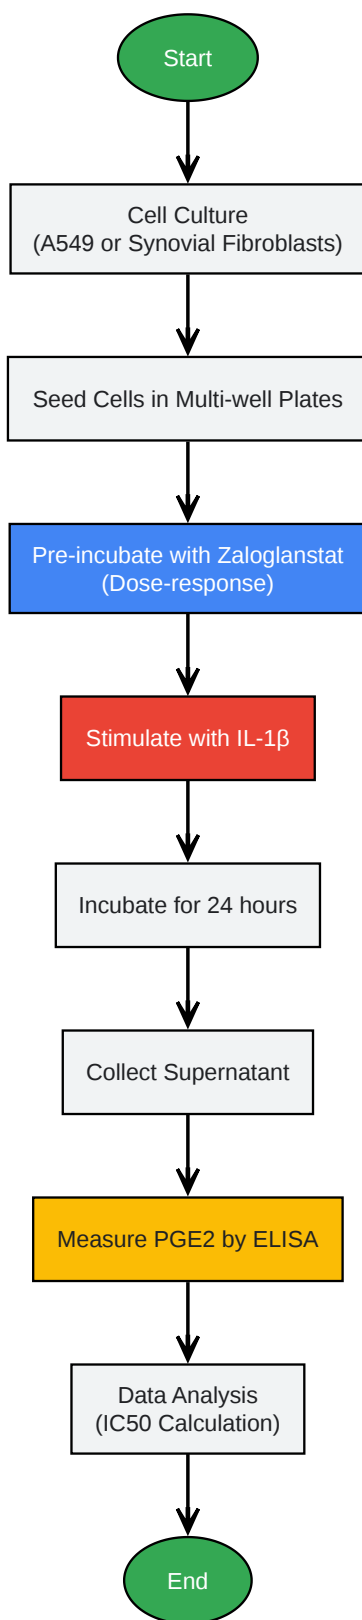 Start
Cell Culture
(A549 or Synovial Fibroblasts)
Seed Cells in Multi-well Plates
Pre-incubate with Zaloglanstat
(Dose-response)
Stimulate with IL-1β
Incubate for 24 hours
Collect Supernatant
Measure PGE2 by ELISA
Data Analysis
(IC50 Calculation)
End